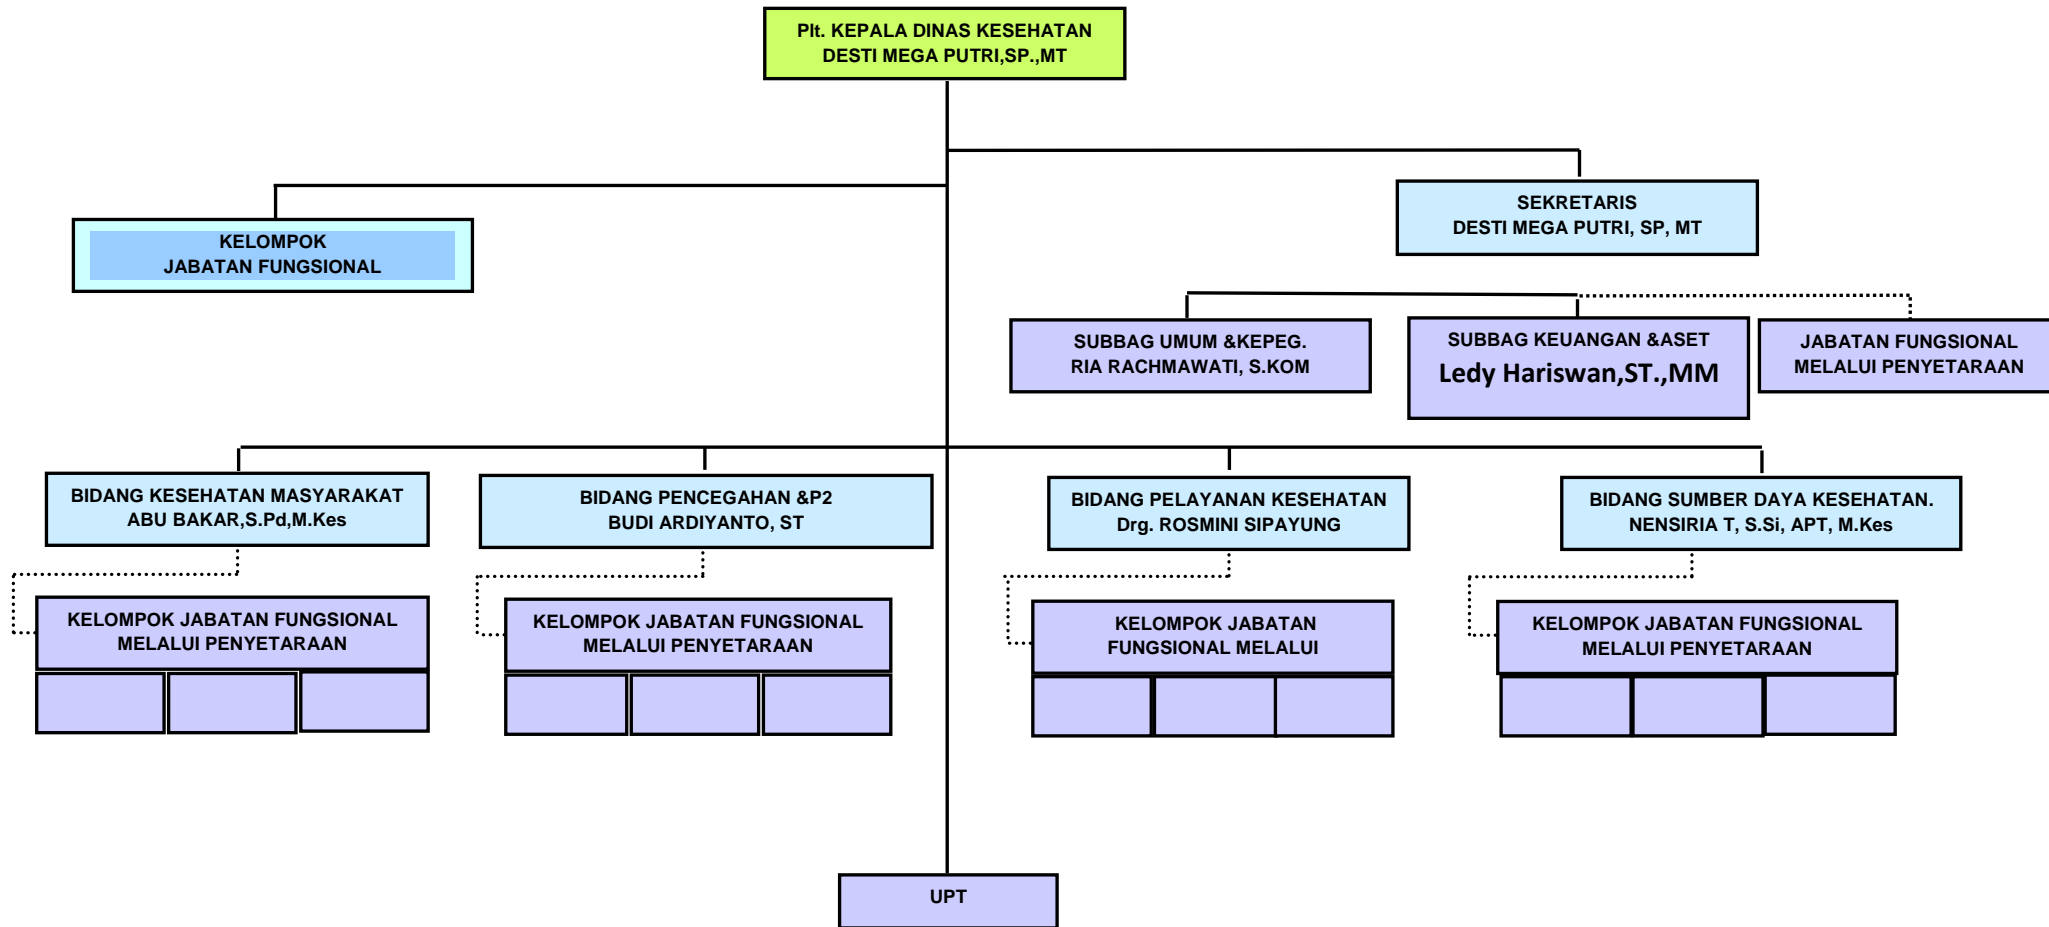 Plt. KEPALA DINAS KESEHATAN
DESTI MEGA PUTRI,SP.,MT
SEKRETARIS
DESTI MEGA PUTRI, SP, MT
KELOMPOK
JABATAN FUNGSIONAL
SUBBAG UMUM &KEPEG.
RIA RACHMAWATI, S.KOM
SUBBAG KEUANGAN &ASET
Ledy Hariswan,ST.,MM
JABATAN FUNGSIONAL
MELALUI PENYETARAAN
BIDANG KESEHATAN MASYARAKAT
ABU BAKAR,S.Pd,M.Kes
BIDANG PENCEGAHAN &P2
BUDI ARDIYANTO, ST
BIDANG PELAYANAN KESEHATAN
Drg. ROSMINI SIPAYUNG
BIDANG SUMBER DAYA KESEHATAN.
NENSIRIA T, S.Si, APT, M.Kes
KELOMPOK JABATAN FUNGSIONAL
MELALUI PENYETARAAN
KELOMPOK JABATAN FUNGSIONAL
MELALUI PENYETARAAN
KELOMPOK JABATAN
FUNGSIONAL MELALUI
KELOMPOK JABATAN FUNGSIONAL
MELALUI PENYETARAAN
UPT